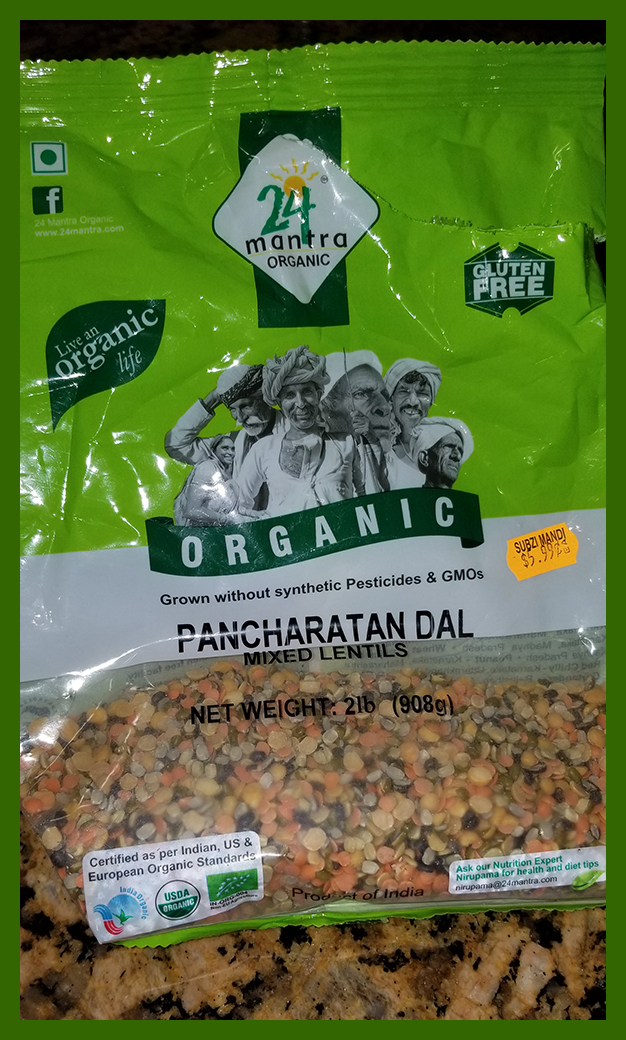 24
mantra
ORGANIC
f
24 Mantra Organic
www.24mantra.com
GLUTEN
FREE
Live an
organic
life
ORGANIC
SUBZI MANDI
Grown without synthetic Pesticides & GMOs
PANCHARATAN DAL
MIXED LENTILS
NET WEIGHT: 2lb (908g)
Certified as per Indian, US &
European Organic Standards
India Organic
USDA
ORGANIC
Ask our Nutrition Expert
Nirupama for health and diet tips
nirupama@24mantra.com
Product of India